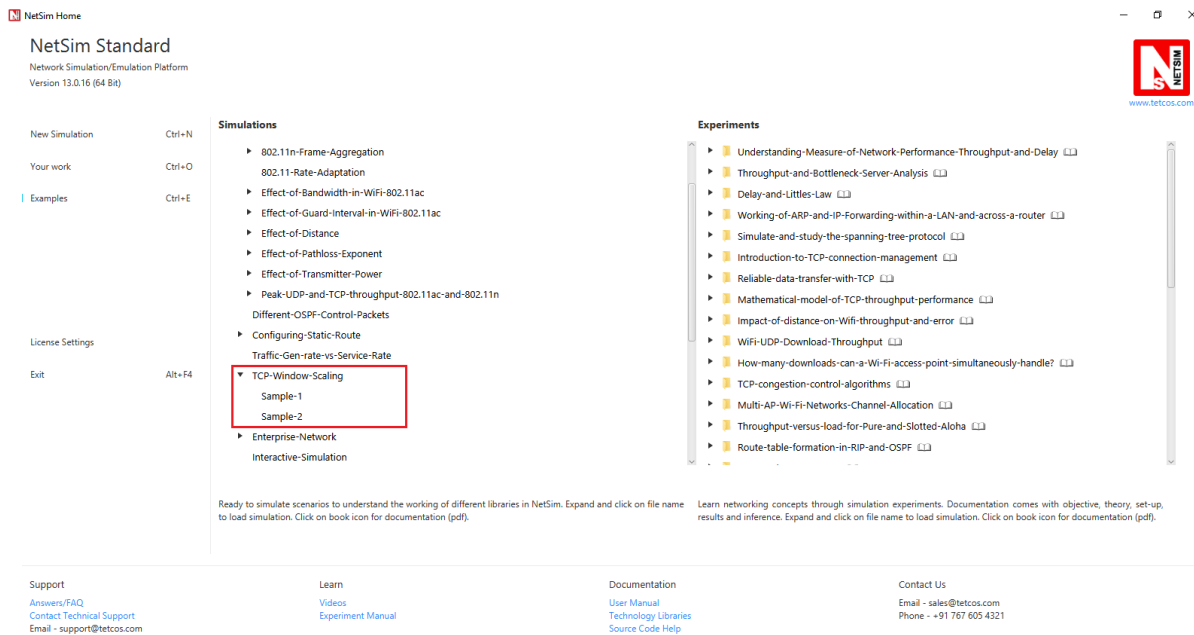 NetSim Home
NetSim Standard
Network Simulation/Emulation Platform
Version 13.0.16 (64 Bit)
NETSIM
www.tetcos.com
New Simulation Ctrl+N
Your work Ctrl+O
Examples Ctrl+E
License Settings
Exit Alt+F4
Simulations
802.11n-Frame-Aggregation
802.11-Rate-Adaptation
Effect-of-Bandwidth-in-WiFi-802.11ac
Effect-of-Guard-Interval-in-WiFi-802.11ac
Effect-of-Distance
Effect-of-Pathloss-Exponent
Effect-of-Transmitter-Power
Peak-UDP-and-TCP-throughput-802.11ac-and-802.11n
Different-OSPF-Control-Packets
Configuring-Static-Route
Traffic-Gen-rate-vs-Service-Rate
TCP-Window-Scaling
Sample-1
Sample-2
Enterprise-Network
Interactive-Simulation
Ready to simulate scenarios to understand the working of different libraries in NetSim. Expand and click on file name
to load simulation. Click on book icon for documentation (pdf).
Experiments
Understanding-Measure-of-Network-Performance-Throughput-and-Delay
Throughput-and-Bottleneck-Server-Analysis
Delay-and-Littles-Law
Working-of-ARP-and-IP-Forwarding-within-a-LAN-and-across-a-router
Simulate-and-study-the-spanning-tree-protocol
Introduction-to-TCP-connection-management
Reliable-data-transfer-with-TCP
Mathematical-model-of-TCP-throughput-performance
Impact-of-distance-on-Wifi-throughput-and-error
WiFi-UDP-Download-Throughput
How-many-downloads-can-a-Wi-Fi-access-point-simultaneously-handle?
TCP-congestion-control-algorithms
Multi-AP-Wi-Fi-Networks-Channel-Allocation
Throughput-versus-load-for-Pure-and-Slotted-Aloha
Route-table-formation-in-RIP-and-OSPF
Learn networking concepts through simulation experiments. Documentation comes with objective, theory, set-up,
results and inference. Expand and click on file name to load simulation. Click on book icon for documentation (pdf).
Support
Answers/FAQ
Contact Technical Support
Email - support@tetcos.com
Learn
Videos
Experiment Manual
Documentation
User Manual
Technology Libraries
Source Code Help
Contact Us
Email - sales@tetcos.com
Phone - +91 767 605 4321